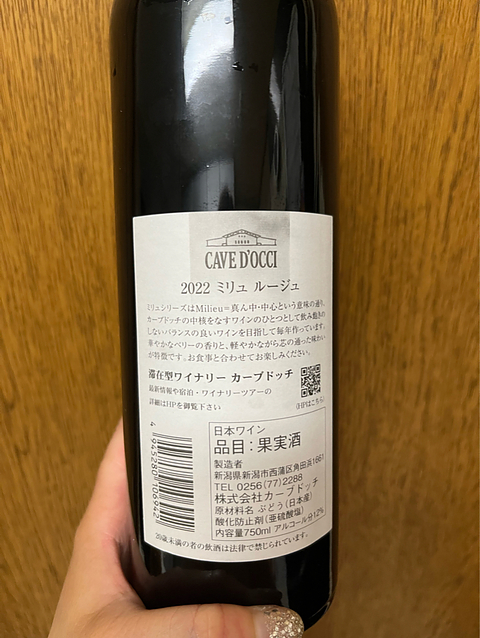 CAVE D'OCCI
2022 ミリュ ルージュ
ミリュシリーズはMilieu=真ん中・中心という意味の通り、
カーブドッチの中核をなすワインのひとつとして飲み飽きの
しないバランスの良いワインを目指して毎年作っています。
華やかなベリーの香りと、軽やかながら芯の通った味わい
が特徴です。お食事と合わせてお楽しみください。
滞在型ワイナリー カーブドッチ
最新情報や宿泊・ワイナリーツアーの
詳細はHPを御覧下さい
(HPはこちら)
4 945280 106942
日本ワイン
品目:果実酒
製造者
新潟県新潟市西蒲区角田浜1661
TEL 0256(77)2288
株式会社カーブドッチ
原材料名 ぶどう(日本産)
酸化防止剤(亜硫酸塩)
内容量750ml アルコール分12%
20歳未満の者の飲酒は法律で禁じられています。